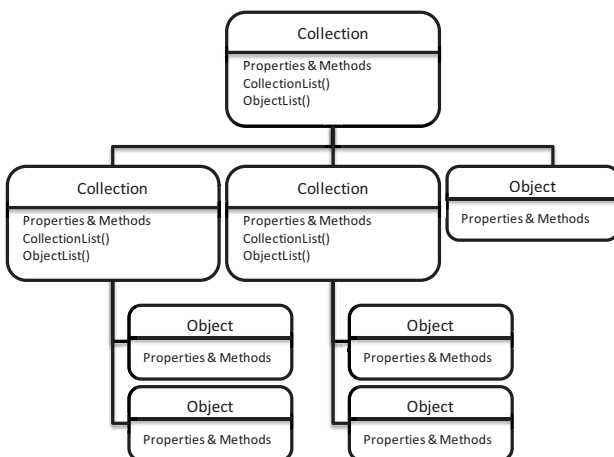 Collection
Properties & Methods
CollectionList()
ObjectList()
Collection
Properties & Methods
CollectionList()
ObjectList()
Collection
Properties & Methods
CollectionList()
ObjectList()
Object
Properties & Methods
Object
Properties & Methods
Object
Properties & Methods
Object
Properties & Methods
Object
Properties & Methods